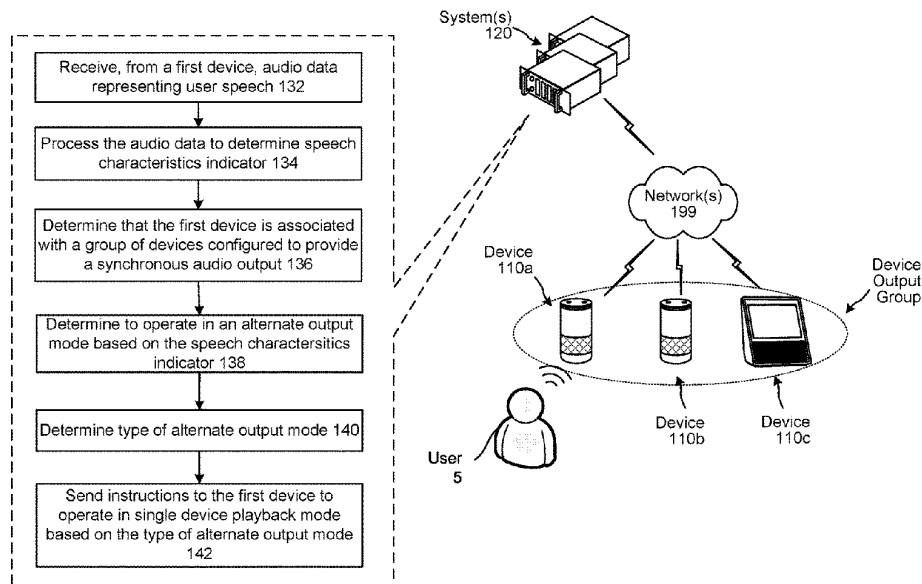 Receive, from a first device, audio data
representing user speech 132
Process the audio data to determine speech
characteristics indicator 134
Determine that the first device is associated
with a group of devices configured to provide
a synchronous audio output 136
Determine to operate in an alternate output
mode based on the speech charactersitics
indicator 138
Determine type of alternate output mode 140
Send instructions to the first device to
operate in single device playback mode
based on the type of alternate output mode
142
System(s)
120
Network(s)
199
Device
110a
Device
Output
Group
Device
110b
Device
110c
User
5